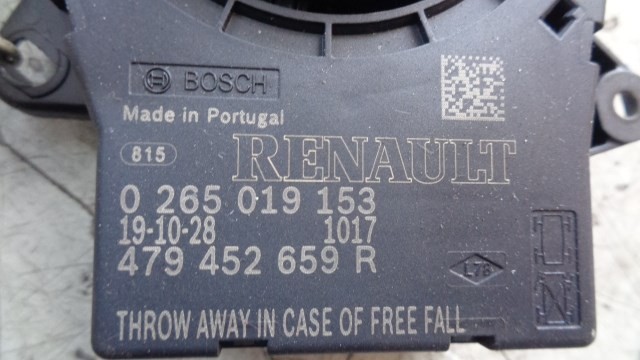 BOSCH
Made in Portugal
815
RENAULT
0 265 019 153
19-10-28 1017
479 452 659 R
L78
THROW AWAY IN CASE OF FREE FALL